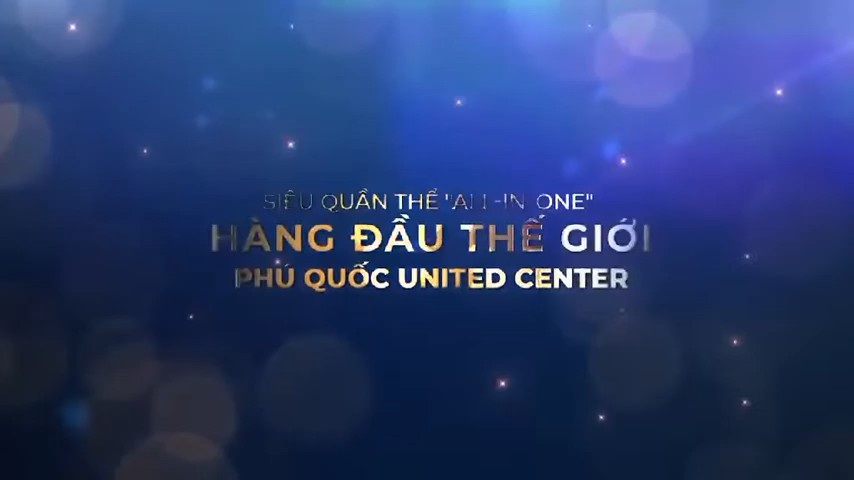 SIÊU QUẦN THỂ "ALL-IN ONE"
HÀNG ĐẦU THẾ GIỚI
PHÚ QUỐC UNITED CENTER